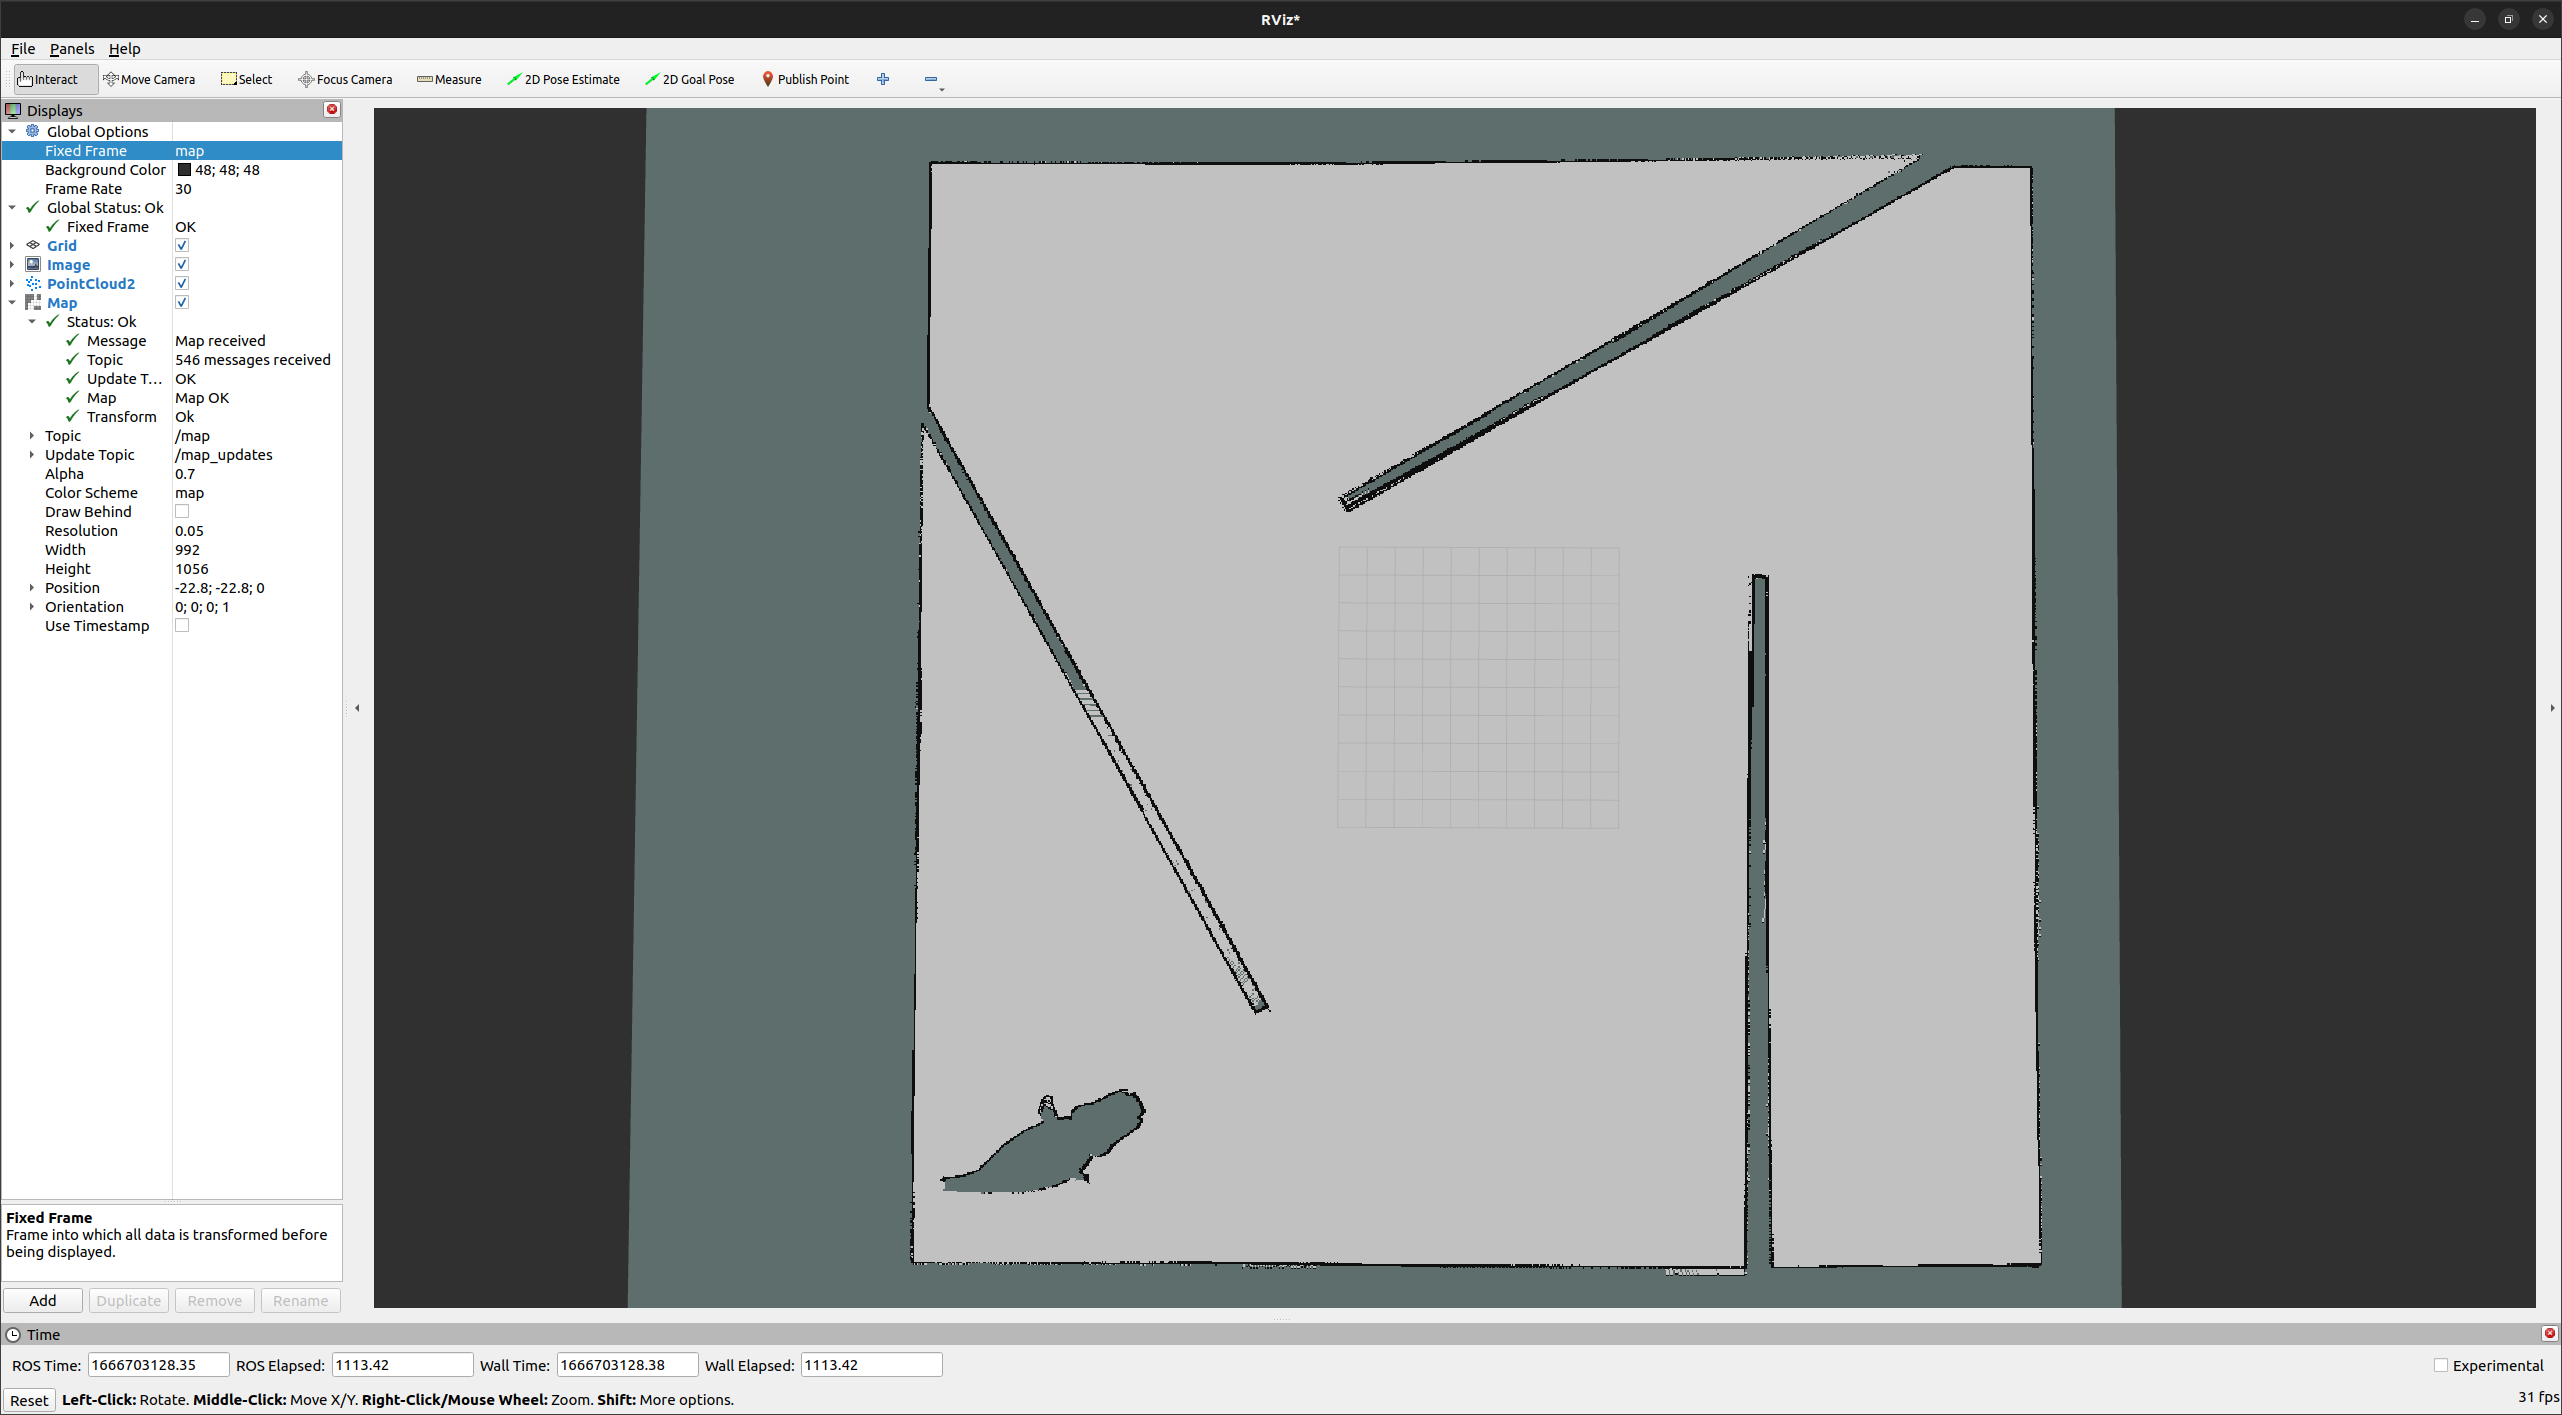 RViz*
File Panels Help
Interact Move Camera Select Focus Camera Measure 2D Pose Estimate 2D Goal Pose Publish Point
Displays
Global Options
Fixed Frame map
Background Color 48; 48; 48
Frame Rate 30
Global Status: Ok
Fixed Frame OK
Grid
Image
PointCloud2
Map
Status: Ok
Message Map received
Topic 546 messages received
Update T... OK
Map Map OK
Transform Ok
Topic /map
Update Topic /map_updates
Alpha 0.7
Color Scheme map
Draw Behind
Resolution 0.05
Width 992
Height 1056
Position -22.8; -22.8; 0
Orientation 0; 0; 0; 1
Use Timestamp
Fixed Frame
Frame into which all data is transformed before
being displayed.
Add Duplicate Remove Rename
Time
ROS Time: 1666703128.35 ROS Elapsed: 1113.42 Wall Time: 1666703128.38 Wall Elapsed: 1113.42 Experimental
Reset Left-Click: Rotate. Middle-Click: Move X/Y. Right-Click/Mouse Wheel: Zoom. Shift: More options. 31 fps